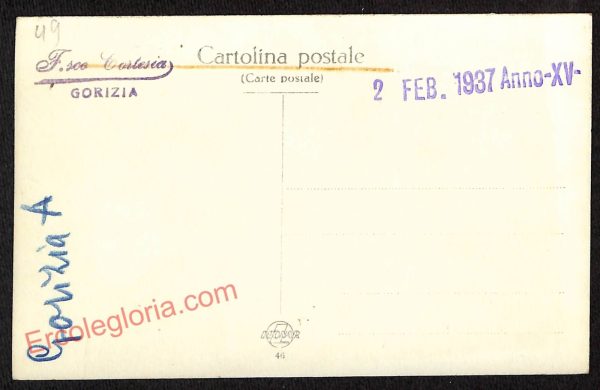 49
F.sco Cortesia
GORIZIA
Cartolina postale
(Carte postale)
2 FEB. 1937 Anno-XV-
Gorizia A
Ercolegloria.com
46